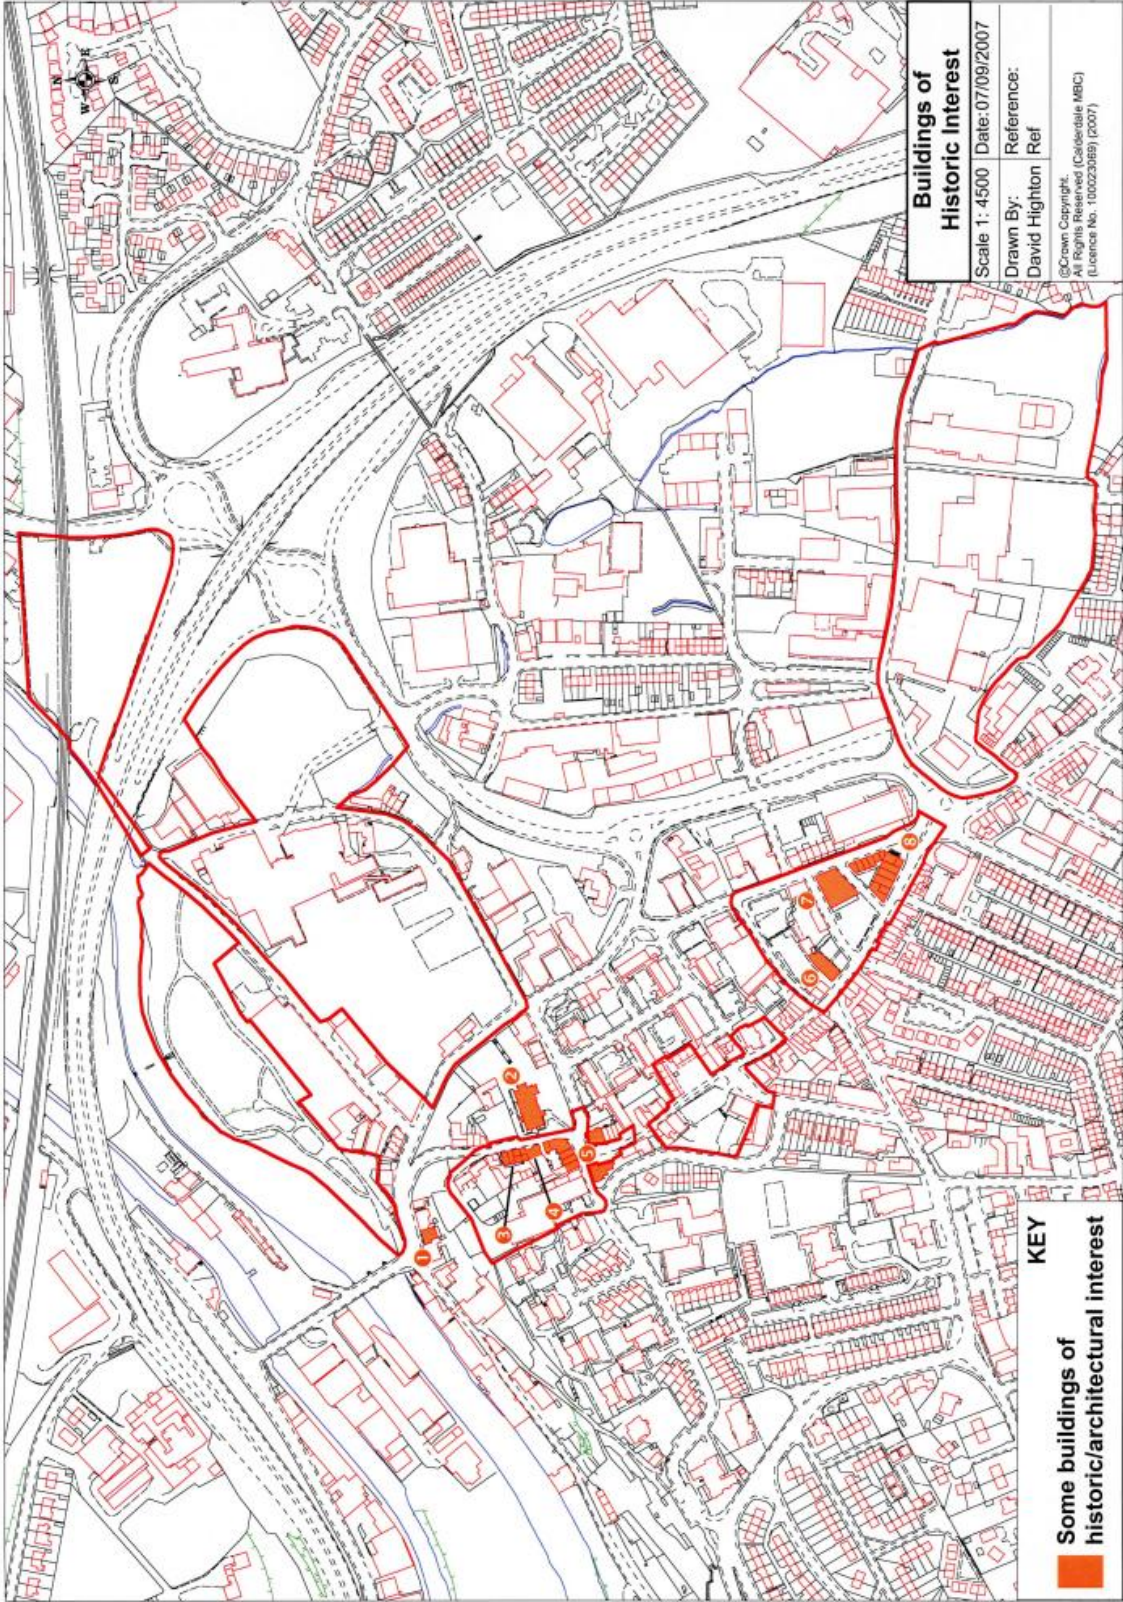 Buildings of
Historic Interest
Scale 1: 4500 Date:07/09/2007
Drawn By: Reference:
David Highton Ref
©Crown Copyright.
All Rights Reserved (Calderdale MBC)
(Licence No. 100023069) (2007)
N
E
S
W
1
2
3
4
5
6
7
8
KEY
Some buildings of
historic/architectural interest